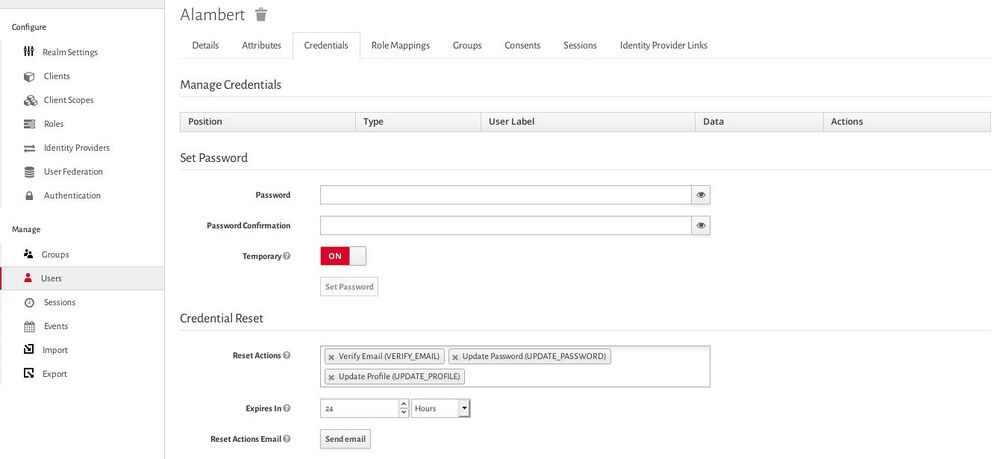 Alambert
Configure
Realm Settings
Clients
Client Scopes
Roles
Identity Providers
User Federation
Authentication
Manage
Groups
Users
Sessions
Events
Import
Export
Details Attributes Credentials Role Mappings Groups Consents Sessions Identity Provider Links
Manage Credentials
Position Type User Label Data Actions
Set Password
Password
Password Confirmation
Temporary ON
Set Password
Credential Reset
Reset Actions Verify Email (VERIFY_EMAIL) Update Password (UPDATE_PASSWORD)
Update Profile (UPDATE_PROFILE)
Expires In 24 Hours
Reset Actions Email Send email